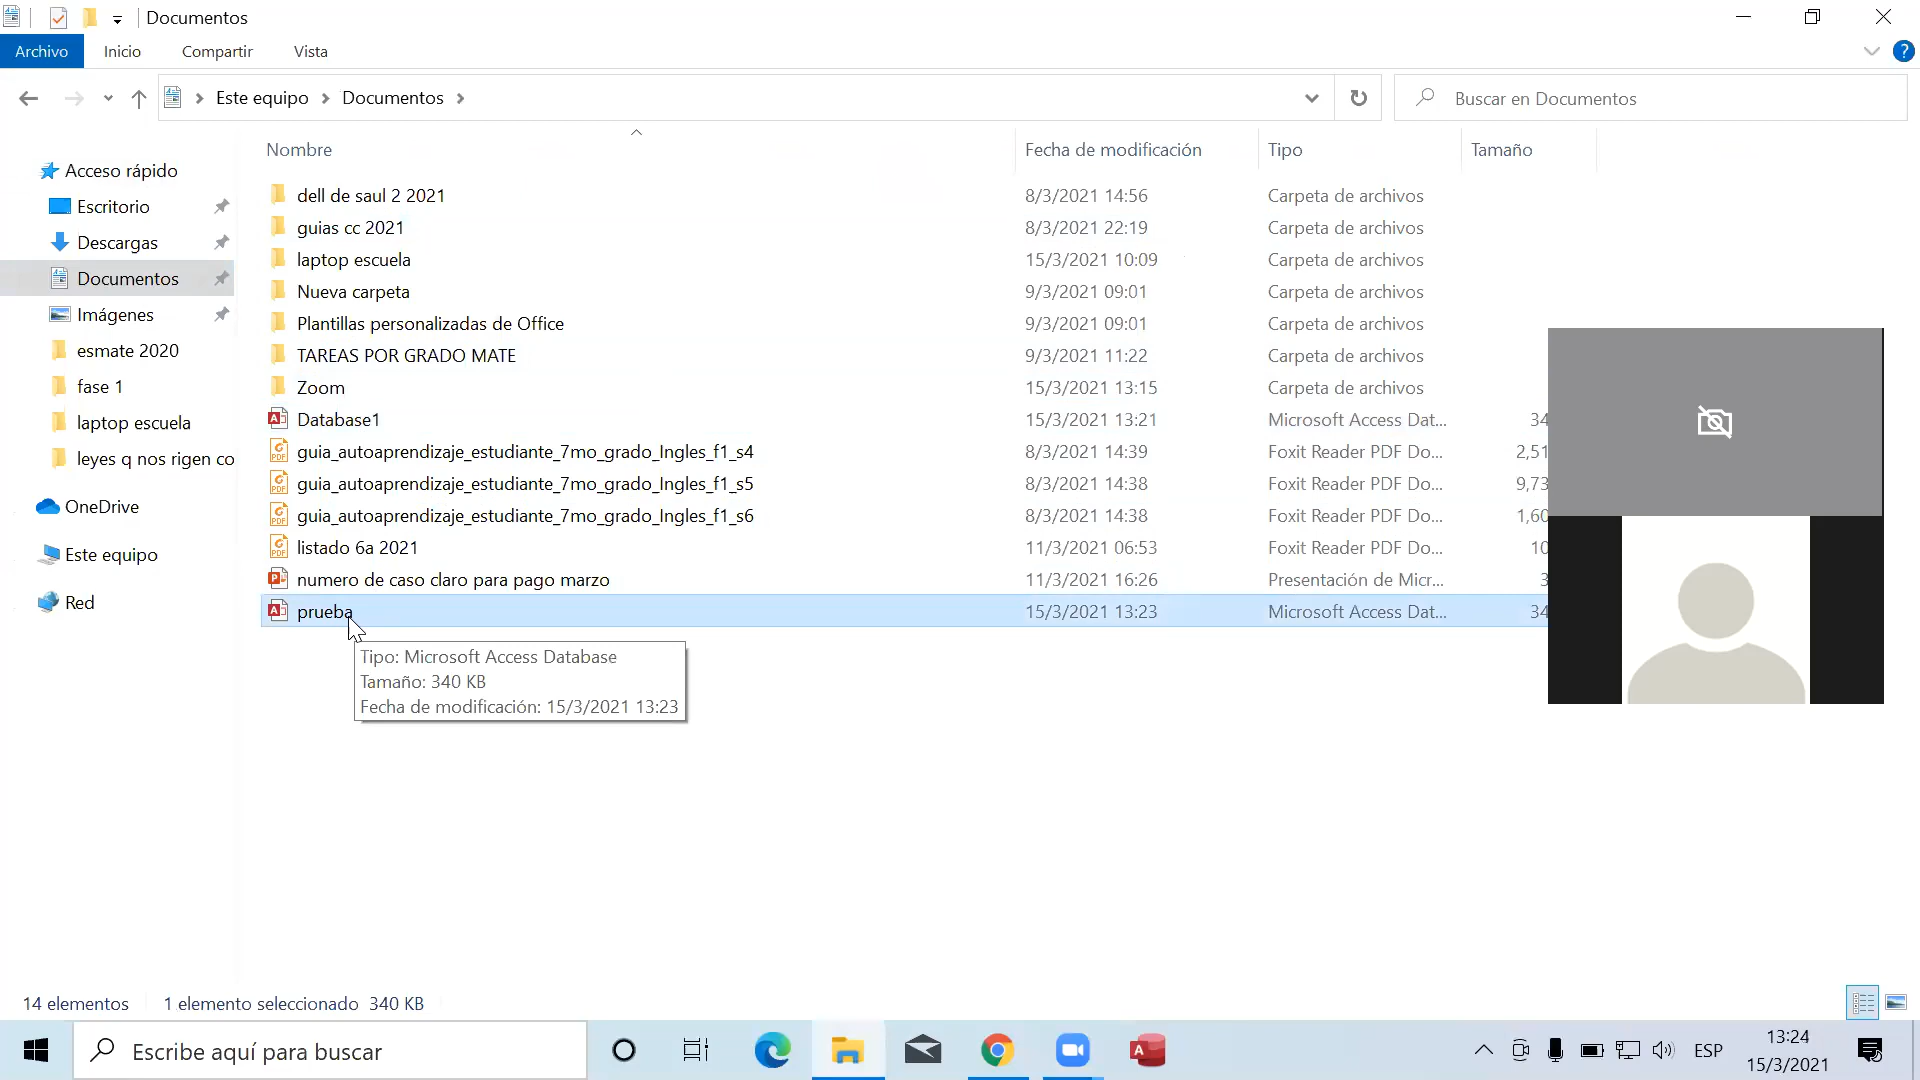 Documentos
Archivo Inicio Compartir Vista
Este equipo Documentos
Buscar en Documentos
Nombre Fecha de modificación Tipo Tamaño
Acceso rápido
Escritorio
Descargas
Documentos
Imágenes
esmate 2020
fase 1
laptop escuela
leyes q nos rigen co
OneDrive
Este equipo
Red
dell de saul 2 2021 8/3/2021 14:56 Carpeta de archivos
guias cc 2021 8/3/2021 22:19 Carpeta de archivos
laptop escuela 15/3/2021 10:09 Carpeta de archivos
Nueva carpeta 9/3/2021 09:01 Carpeta de archivos
Plantillas personalizadas de Office 9/3/2021 09:01 Carpeta de archivos
TAREAS POR GRADO MATE 9/3/2021 11:22 Carpeta de archivos
Zoom 15/3/2021 13:15 Carpeta de archivos
Database1 15/3/2021 13:21 Microsoft Access Dat... 34
guia_autoaprendizaje_estudiante_7mo_grado_Ingles_f1_s4 8/3/2021 14:39 Foxit Reader PDF Do... 2,51
guia_autoaprendizaje_estudiante_7mo_grado_Ingles_f1_s5 8/3/2021 14:38 Foxit Reader PDF Do... 9,73
guia_autoaprendizaje_estudiante_7mo_grado_Ingles_f1_s6 8/3/2021 14:38 Foxit Reader PDF Do... 1,60
listado 6a 2021 11/3/2021 06:53 Foxit Reader PDF Do... 10
numero de caso claro para pago marzo 11/3/2021 16:26 Presentación de Micr... 3
prueba 15/3/2021 13:23 Microsoft Access Dat... 34
Tipo: Microsoft Access Database
Tamaño: 340 KB
Fecha de modificación: 15/3/2021 13:23
14 elementos 1 elemento seleccionado 340 KB
Escribe aquí para buscar
ESP
13:24
15/3/2021